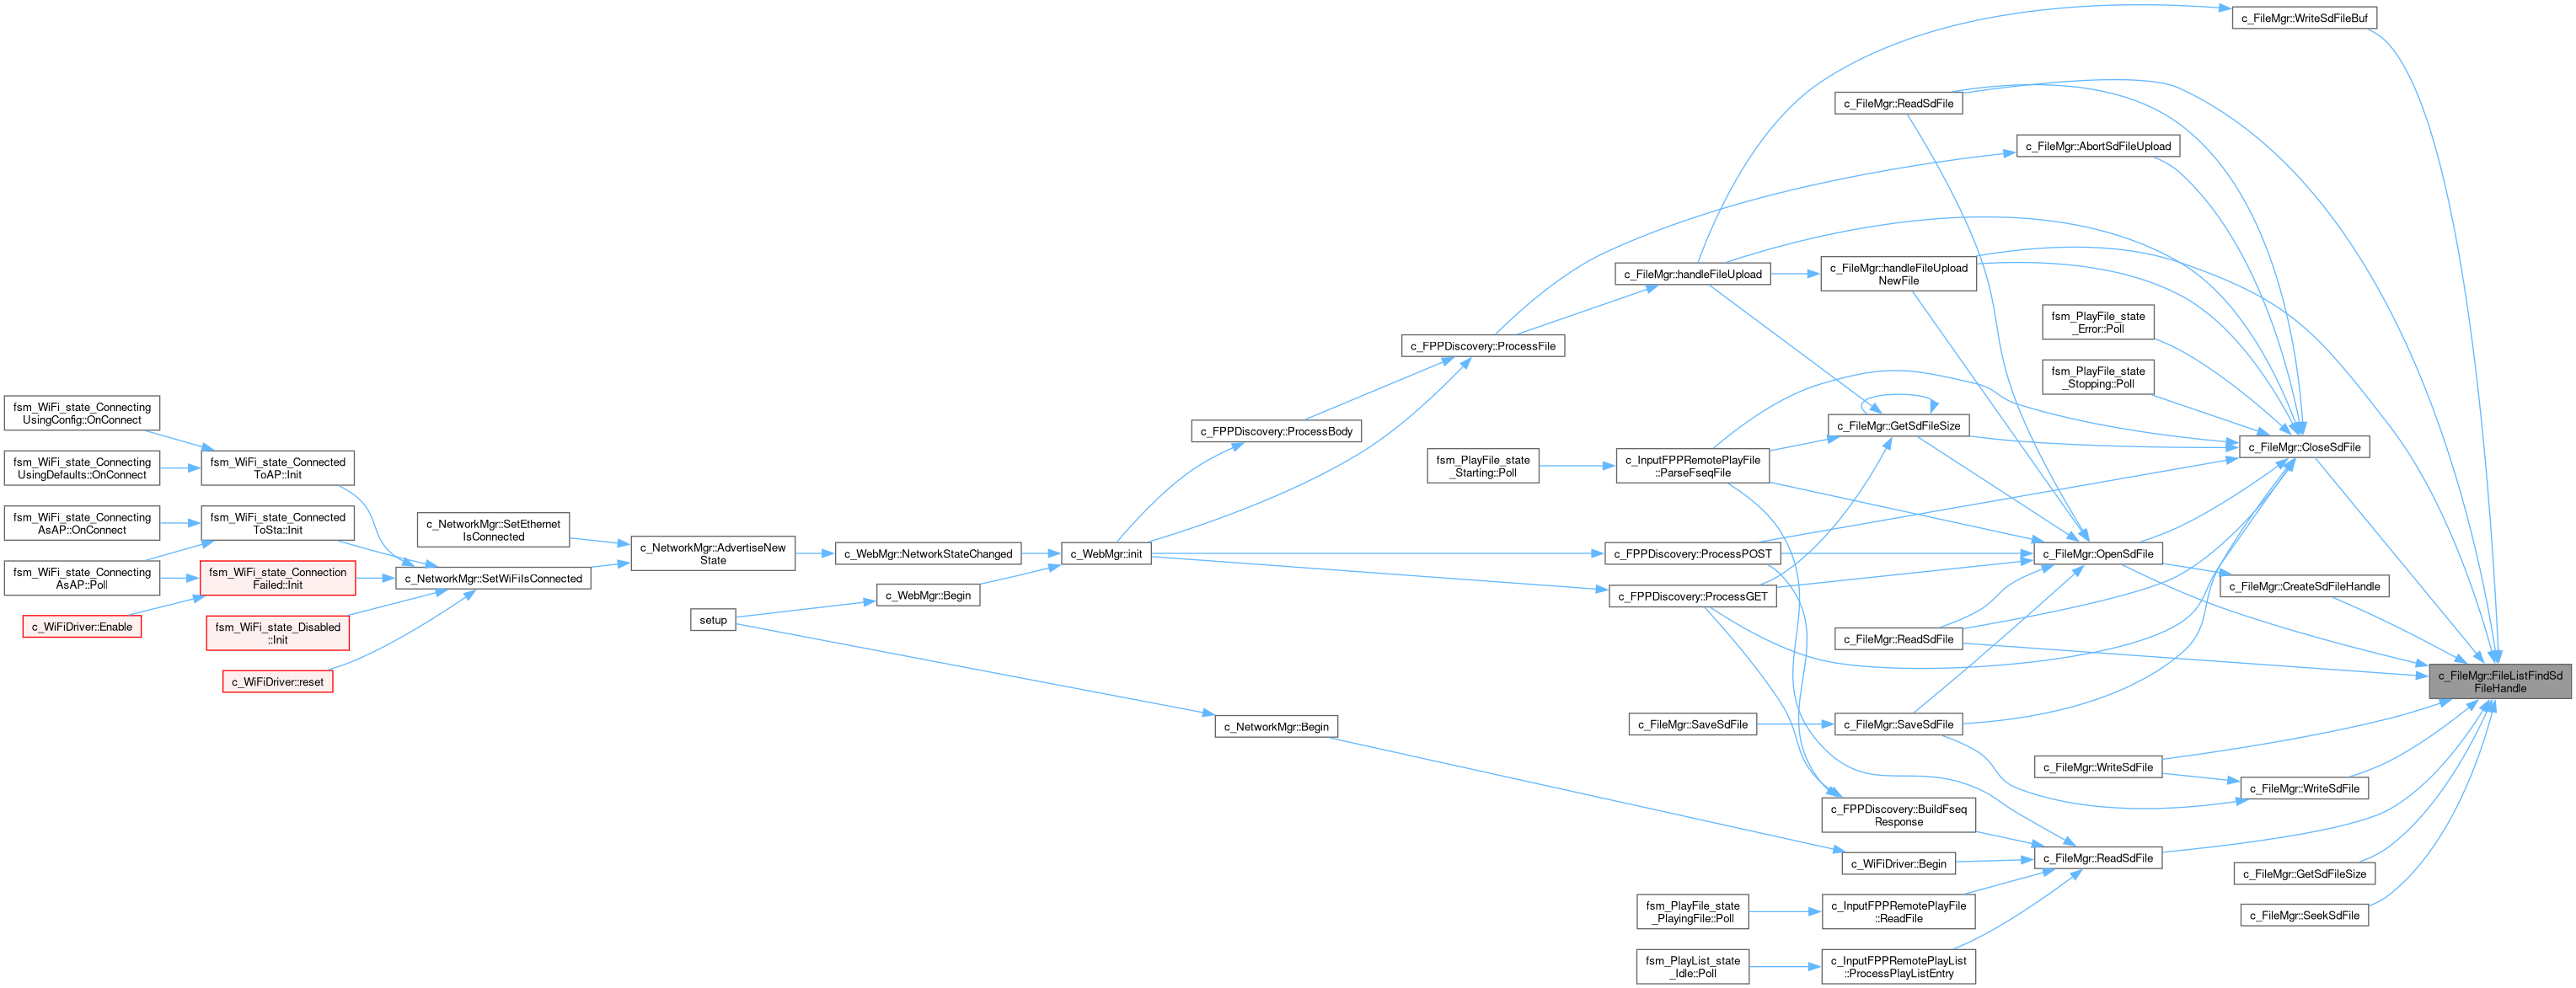 c_FileMgr::WriteSdFileBuf
c_FileMgr::ReadSdFile
c_FileMgr::AbortSdFileUpload
c_FileMgr::handleFileUpload
c_FileMgr::handleFileUpload
NewFile
fsm_PlayFile_state
_Error::Poll
c_FPPDiscovery::ProcessFile
fsm_PlayFile_state
_Stopping::Poll
fsm_WiFi_state_Connecting
UsingConfig::OnConnect
c_FPPDiscovery::ProcessBody
c_FileMgr::GetSdFileSize
c_FileMgr::CloseSdFile
fsm_WiFi_state_Connecting
UsingDefaults::OnConnect
fsm_WiFi_state_Connected
ToAP::Init
fsm_PlayFile_state
_Starting::Poll
c_InputFPPRemotePlayFile
::ParseFseqFile
fsm_WiFi_state_Connecting
AsAP::OnConnect
fsm_WiFi_state_Connected
ToSta::Init
c_NetworkMgr::SetEthernet
IsConnected
c_NetworkMgr::AdvertiseNew
State
c_WebMgr::NetworkStateChanged
c_WebMgr::init
c_FPPDiscovery::ProcessPOST
c_FileMgr::OpenSdFile
fsm_WiFi_state_Connecting
AsAP::Poll
fsm_WiFi_state_Connection
Failed::Init
c_NetworkMgr::SetWiFiIsConnected
c_WebMgr::Begin
c_FPPDiscovery::ProcessGET
c_FileMgr::CreateSdFileHandle
c_WiFiDriver::Enable
fsm_WiFi_state_Disabled
::Init
setup
c_FileMgr::ReadSdFile
c_WiFiDriver::reset
c_FileMgr::FileListFindSd
FileHandle
c_NetworkMgr::Begin
c_FileMgr::SaveSdFile
c_FileMgr::SaveSdFile
c_FileMgr::WriteSdFile
c_FileMgr::WriteSdFile
c_FPPDiscovery::BuildFseq
Response
c_WiFiDriver::Begin
c_FileMgr::ReadSdFile
c_FileMgr::GetSdFileSize
fsm_PlayFile_state
_PlayingFile::Poll
c_InputFPPRemotePlayFile
::ReadFile
c_FileMgr::SeekSdFile
fsm_PlayList_state
_Idle::Poll
c_InputFPPRemotePlayList
::ProcessPlayListEntry